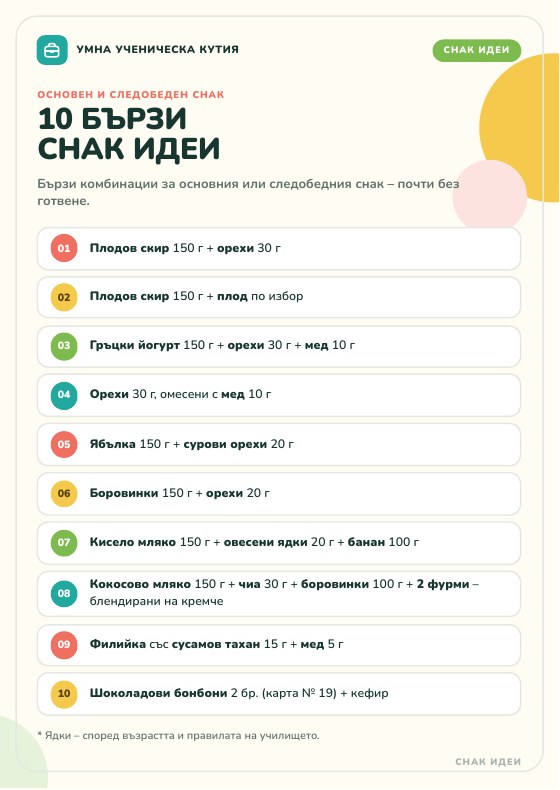 УМНА УЧЕНИЧЕСКА КУТИЯ
СНАК ИДЕИ
ОСНОВЕН И СЛЕДОБЕДЕН СНАК
10 БЪРЗИ
СНАК ИДЕИ
Бързи комбинации за основния или следобедния снак – почти без
готвене.
01 Плодов скир 150 г + орехи 30 г
02 Плодов скир 150 г + плод по избор
03 Гръцки йогурт 150 г + орехи 30 г + мед 10 г
04 Орехи 30 г, омесени с мед 10 г
05 Ябълка 150 г + сурови орехи 20 г
06 Боровинки 150 г + орехи 20 г
07 Кисело мляко 150 г + овесени ядки 20 г + банан 100 г
08 Кокосово мляко 150 г + чиа 30 г + боровинки 100 г + 2 фурми –
блендирани на кремче
09 Филийка със сусамов тахан 15 г + мед 5 г
10 Шоколадови бонбони 2 бр. (карта № 19) + кефир
* Ядки – според възрастта и правилата на училището.
СНАК ИДЕИ